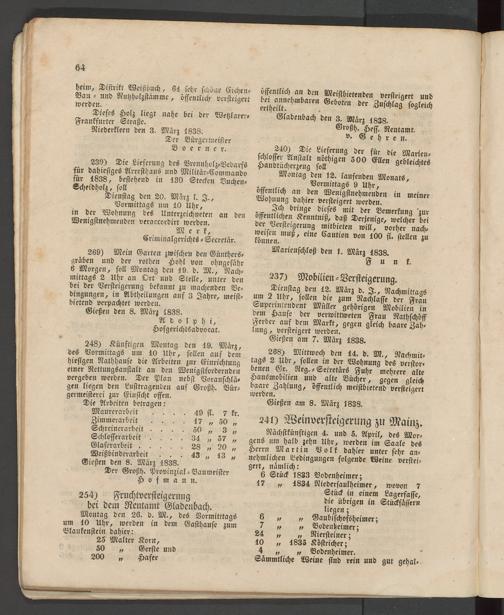 64
heim, Distrikt Weißbuch, 64 sehr schöne Eichen-
Bau- und Nutzholzstämme, öffentlich versteigert
werden.
Dieses Holz liegt nahe bei der Wetzlarer-
Frankfurter Straße.
Niederkleen den 3. März 1838.
Der Bürgermeister
Boerner.
239) Die Lieferung des Brennholz-Bedarfs
für dahiesiges Arresthaus und Militär-Commando
für 1838, bestehend in 130 Stecken Buchen-
Scheidholz, soll
Dienstag den 20. März l. J.,
Vormittags um 10 Uhr,
in der Wohnung des Unterzeichneten an den
Wenigstnehmenden veraccordirt werden.
Merk,
Criminalgerichts-Secretär.
269) Mein Garten zwischen den Günthers-
gräben und der reithen Hohl von ohngefähr
6 Morgen, soll Montag den 19. d. M., Nach-
mittags 2 Uhr an Ort und Stelle, unter den
bei der Versteigerung bekannt zu machenden Be-
dingungen, in Abtheilungen auf 3 Jahre, meist-
bietend verpachtet werden.
Gießen den 8. März 1838.
Adolphi,
Hofgerichtsadvocat.
248) Künftigen Montag den 19. März,
des Vormittags um 10 Uhr, sollen auf dem
hiesigen Rathhause die Arbeiten zur Einrichtung
einer Rettungsanstalt an den Wenigstfordernden
vergeben werden. Der Plan nebst Voranschlä-
gen liegen den Lusttragenden auf Großh. Bür-
germeisterei zur Einsicht offen.
Die Arbeiten betragen:
Maurerarbeit . . . . . 49 fl. 7 kr.
Zimmerarbeit . . . . . 17 „ 50 „
Schreinerarbeit . . . . 50 „ 3 „
Schlosserarbeit . . . . 34 „ 57 „
Glaserarbeit . . . . . 28 „ 20 „
Weißbinderarbeit . . . 43 „ 13 „
Gießen den 8. März 1838.
Der Großh. Provinzial-Baumeister
Hofmann.
254) Fruchtversteigerung
bei dem Rentamt Gladenbach.
Montag den 26. d. M., des Vormittags
um 10 Uhr, werden in dem Gasthause zum
Blaukenstein dahier:
25 Malter Korn,
50 „ Gerste und
200 „ Hafer
öffentlich an den Meistbietenden versteigert und
bei annehmbaren Geboten der Zuschlag sogleich
ertheilt.
Gladenbach den 3. März 1838.
Großh. Hess. Rentamt.
v. Gehren.
240) Die Lieferung der für die Marien-
schlosser Anstalt nöthigen 500 Ellen gebleichtes
Handtücherzeug soll
Montag den 12. laufenden Monats,
Vormittags 9 Uhr,
öffentlich an den Wenigstnehmenden in meiner
Wohnung dahier versteigert werden.
Ich bringe dieses mit der Bemerkung zur
öffentlichen Kenntniß, daß Derjenige, welcher bei
der Versteigerung mitbieten will, vorher nach-
weisen muß, eine Caution von 100 fl. stellen zu
können.
Marienschloß den 1. März 1838.
Funk.
237) Mobilien-Versteigerung.
Dienstag den 12. März d. J., Nachmittags
um 2 Uhr, sollen die zum Nachlasse der Frau
Superintendent Müller gehörigen Mobilien in
dem Hause der verwittweten Frau Rathschöff
Ferber auf dem Markt, gegen gleich baare Zah-
lung, versteigert werden.
Gießen am 7. März 1838.
268) Mittwoch den 14. d. M., Nachmit-
tags 2 Uhr, sollen in der Wohnung des verstor-
benen Gr. Reg.-Secretärs Fuhr mehrere alte
Hausmobilien und alte Bücher, gegen gleich
baare Zahlung, öffentlich meistbietend versteigert
werden.
Gießen am 8. März 1838.
241) Weinversteigerung zu Mainz.
Nächstkünftigen 4. und 5. April, des Mor-
gens um halb zehn Uhr, werden im Saale des
Herrn Martin Volk dahier unter sehr an-
nehmlichen Bedingungen folgende Weine verstei-
gert, nämlich:
6 Stück 1833 Bodenheimer;
17 „ 1834 Niedersaulheimer, wovon 7
Stück in einem Lagerfasse,
die übrigen in Stückfässern
liegen;
6 „ „ Gaubischofsheimer;
7 „ „ Bodenheimer;
24 „ „ Niersteiner;
10 „ 1835 Kästricher;
4 „ „ Bodenheimer.
Sämmtliche Weine sind rein und gut gehal-